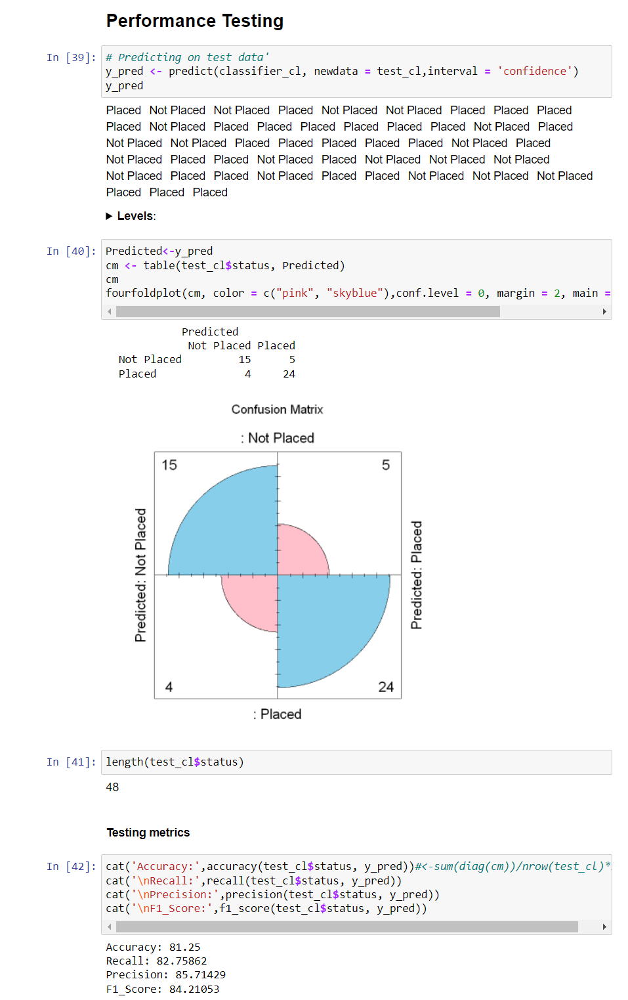 Performance Testing
In [39]:
# Predicting on test data'
y_pred <- predict(classifier_cl, newdata = test_cl,interval = 'confidence')
y_pred
Placed Not Placed Not Placed Placed Not Placed Not Placed Placed Placed Placed
Placed Not Placed Placed Placed Placed Placed Placed Placed Not Placed Placed
Not Placed Not Placed Placed Placed Placed Placed Placed Not Placed Placed
Not Placed Placed Placed Not Placed Placed Not Placed Not Placed Not Placed
Not Placed Placed Placed Not Placed Placed Placed Not Placed Not Placed Not Placed
Placed Placed Placed
▶ Levels:
In [40]:
Predicted<-y_pred
cm <- table(test_cl$status, Predicted)
cm
fourfoldplot(cm, color = c("pink", "skyblue"),conf.level = 0, margin = 2, main =
Predicted
Not Placed Placed
Not Placed 15 5
Placed 4 24
Confusion Matrix
: Not Placed
15 5
Predicted: Not Placed
Predicted: Placed
4 24
: Placed
In [41]:
length(test_cl$status)
48
Testing metrics
In [42]:
cat('Accuracy:',accuracy(test_cl$status, y_pred))#<-sum(diag(cm))/nrow(test_cl)*
cat('\nRecall:',recall(test_cl$status, y_pred))
cat('\nPrecision:',precision(test_cl$status, y_pred))
cat('\nF1_Score:',f1_score(test_cl$status, y_pred))
Accuracy: 81.25
Recall: 82.75862
Precision: 85.71429
F1_Score: 84.21053